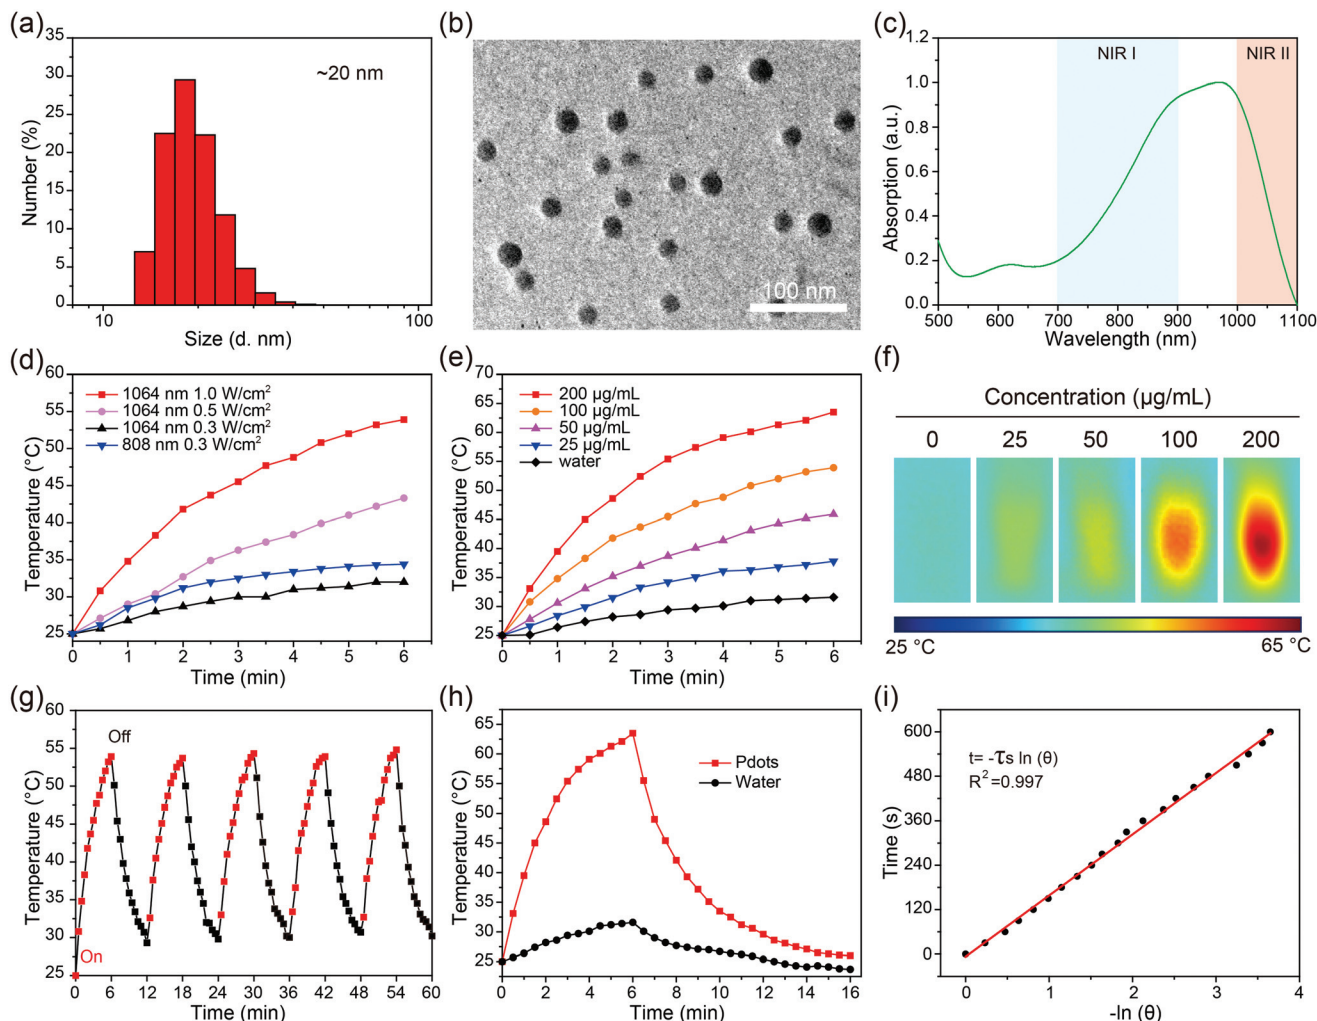 (a)
35
30
25
20
15
10
5
0
Number (%)
~20 nm
10
100
Size (d. nm)
(b)
100 nm
(c)
1.2
1.0
0.8
0.6
0.4
0.2
0.0
Absorption (a.u.)
NIR I
NIR II
500 600 700 800 900 1000 1100
Wavelength (nm)
(d)
60
55
50
45
40
35
30
25
Temperature (°C)
1064 nm 1.0 W/cm²
1064 nm 0.5 W/cm²
1064 nm 0.3 W/cm²
808 nm 0.3 W/cm²
0 1 2 3 4 5 6
Time (min)
(e)
70
65
60
55
50
45
40
35
30
25
Temperature (°C)
200 µg/mL
100 µg/mL
50 µg/mL
25 µg/mL
water
0 1 2 3 4 5 6
Time (min)
(f)
Concentration (µg/mL)
0 25 50 100 200
25 °C
65 °C
(g)
60
55
50
45
40
35
30
25
Temperature (°C)
Off
On
0 6 12 18 24 30 36 42 48 54 60
Time (min)
(h)
65
60
55
50
45
40
35
30
25
Temperature (°C)
Pdots
Water
0 2 4 6 8 10 12 14 16
Time (min)
(i)
600
480
360
240
120
0
Time (s)
t= -τs ln (θ)
R²=0.997
0 1 2 3 4
-ln (θ)